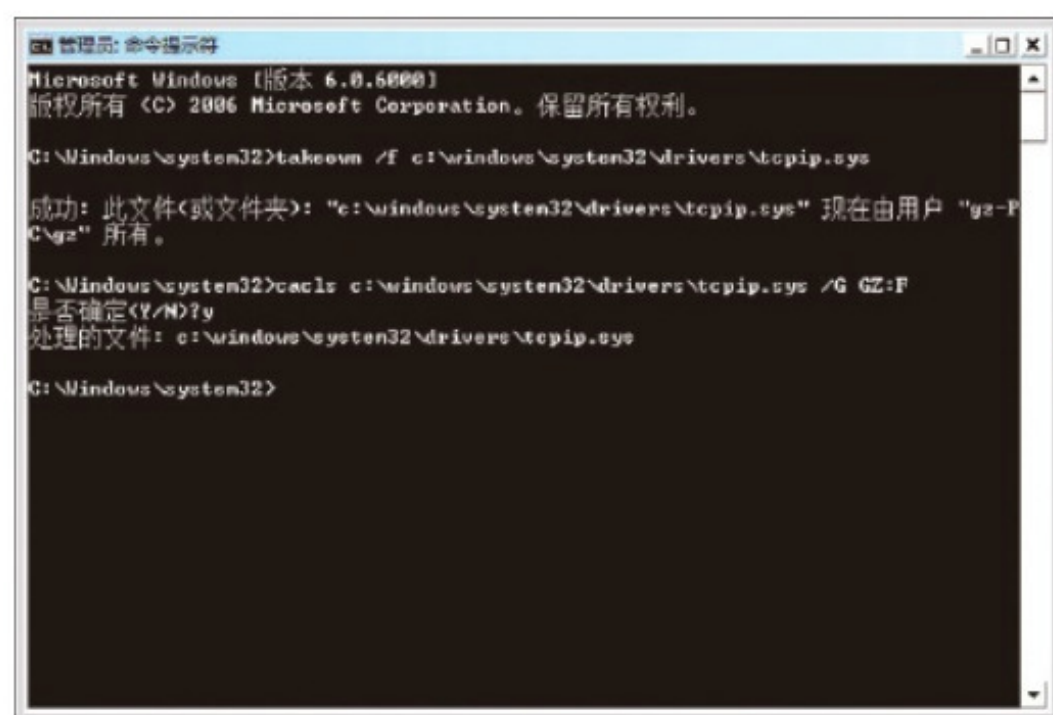 管理员: 命令提示符
Microsoft Windows [版本 6.0.6000]
版权所有 (C) 2006 Microsoft Corporation。保留所有权利。
C:\Windows\system32>takeown /f c:\windows\system32\drivers\tcpip.sys
成功: 此文件(或文件夹): "c:\windows\system32\drivers\tcpip.sys" 现在由用户 "gz-P
C\gz" 所有。
C:\Windows\system32>cacls c:\windows\system32\drivers\tcpip.sys /G GZ:F
是否确定(Y/N)?y
处理的文件: c:\windows\system32\drivers\tcpip.sys
C:\Windows\system32>